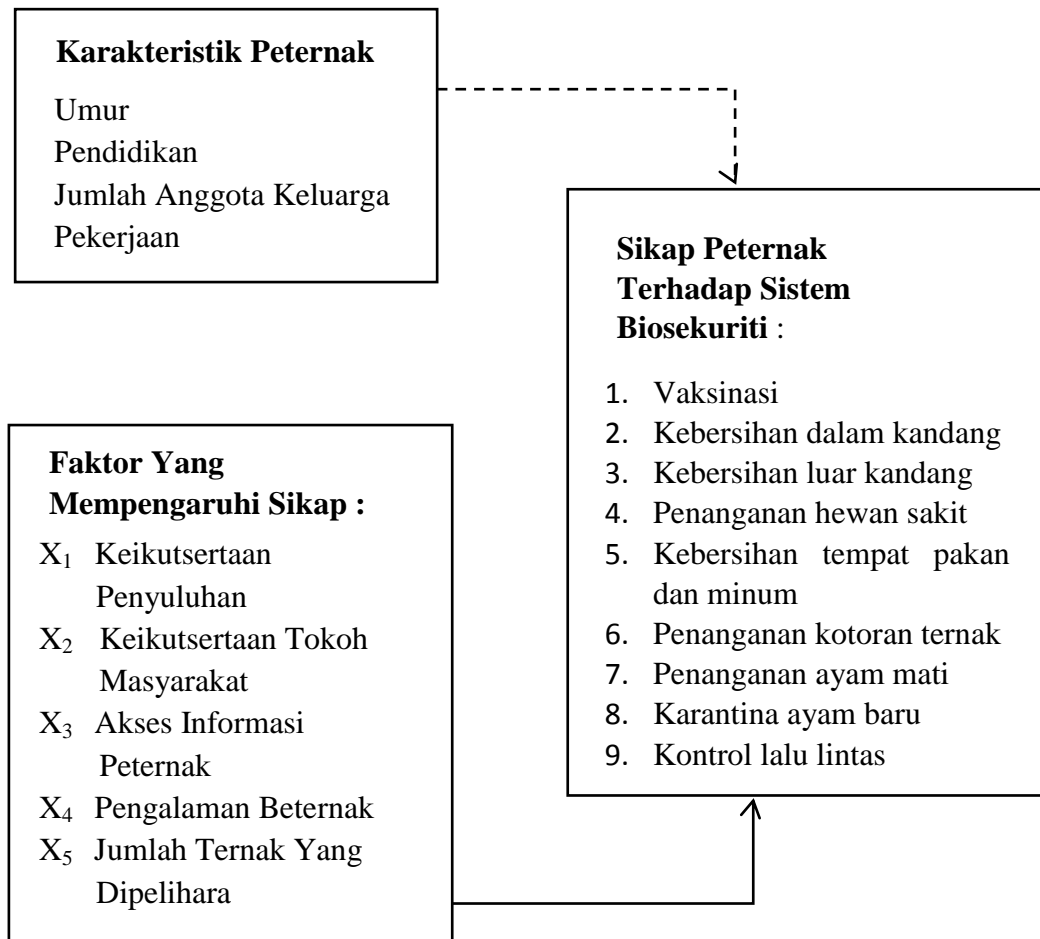 Karakteristik Peternak
Umur
Pendidikan
Jumlah Anggota Keluarga
Pekerjaan
Sikap Peternak
Terhadap Sistem
Biosekuriti :
1. Vaksinasi
2. Kebersihan dalam kandang
3. Kebersihan luar kandang
4. Penanganan hewan sakit
5. Kebersihan tempat pakan
dan minum
6. Penanganan kotoran ternak
7. Penanganan ayam mati
8. Karantina ayam baru
9. Kontrol lalu lintas
Faktor Yang
Mempengaruhi Sikap :
X₁ Keikutsertaan
Penyuluhan
X₂ Keikutsertaan Tokoh
Masyarakat
X₃ Akses Informasi
Peternak
X₄ Pengalaman Beternak
X₅ Jumlah Ternak Yang
Dipelihara